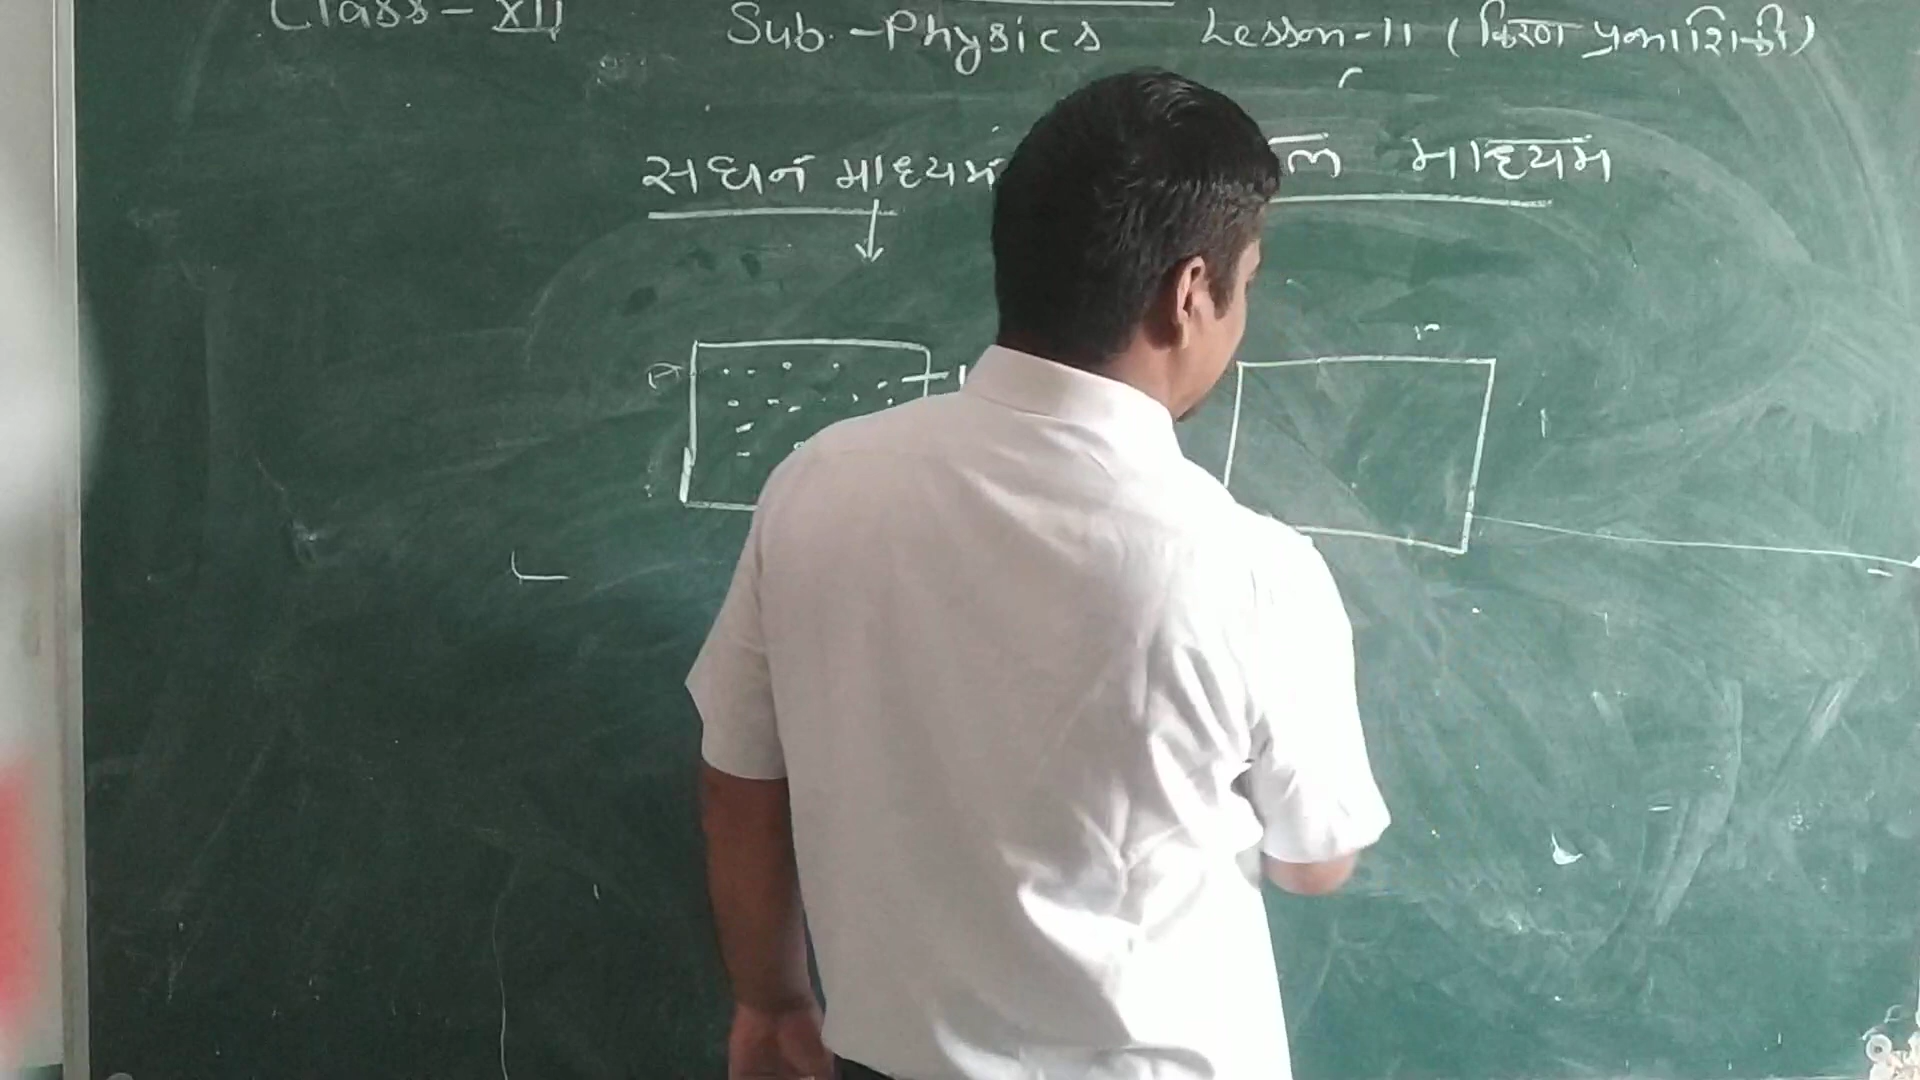 Class - XII Sub. - Physics Lesson - 11 (किरण प्रकाशिकी)
सघन माध्यम ल माध्यम